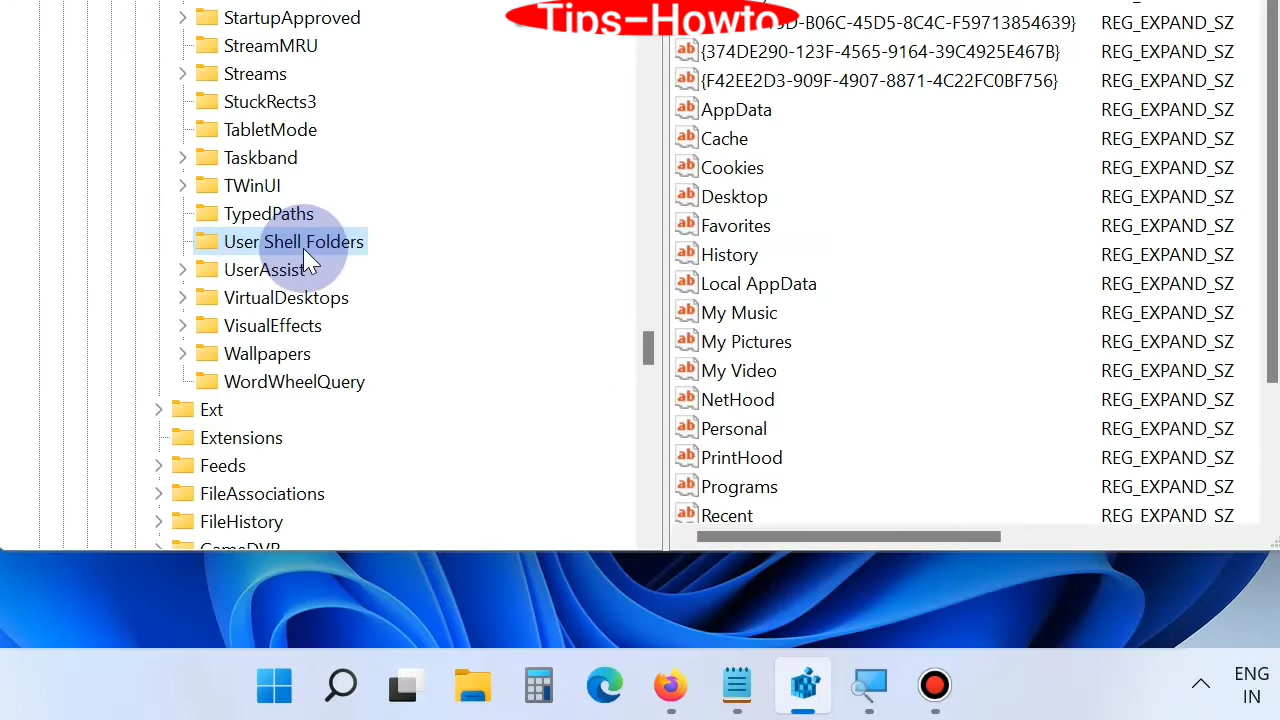 Tips-Howto
StartupApproved
StreamMRU
Streams
StuckRects3
TabletMode
Taskband
TWinUI
TypedPaths
User Shell Folders
UserAssist
VirtualDesktops
VisualEffects
Wallpapers
WordWheelQuery
Ext
Extensions
Feeds
FileAssociations
FileHistory
GameDVR
-B06C-45D5-8C4C-F59713854639} REG_EXPAND_SZ
{374DE290-123F-4565-9164-39C4925E467B} REG_EXPAND_SZ
{F42EE2D3-909F-4907-8871-4C22FC0BF756} REG_EXPAND_SZ
AppData REG_EXPAND_SZ
Cache REG_EXPAND_SZ
Cookies REG_EXPAND_SZ
Desktop REG_EXPAND_SZ
Favorites REG_EXPAND_SZ
History REG_EXPAND_SZ
Local AppData REG_EXPAND_SZ
My Music REG_EXPAND_SZ
My Pictures REG_EXPAND_SZ
My Video REG_EXPAND_SZ
NetHood REG_EXPAND_SZ
Personal REG_EXPAND_SZ
PrintHood REG_EXPAND_SZ
Programs REG_EXPAND_SZ
Recent REG_EXPAND_SZ
ENG
IN